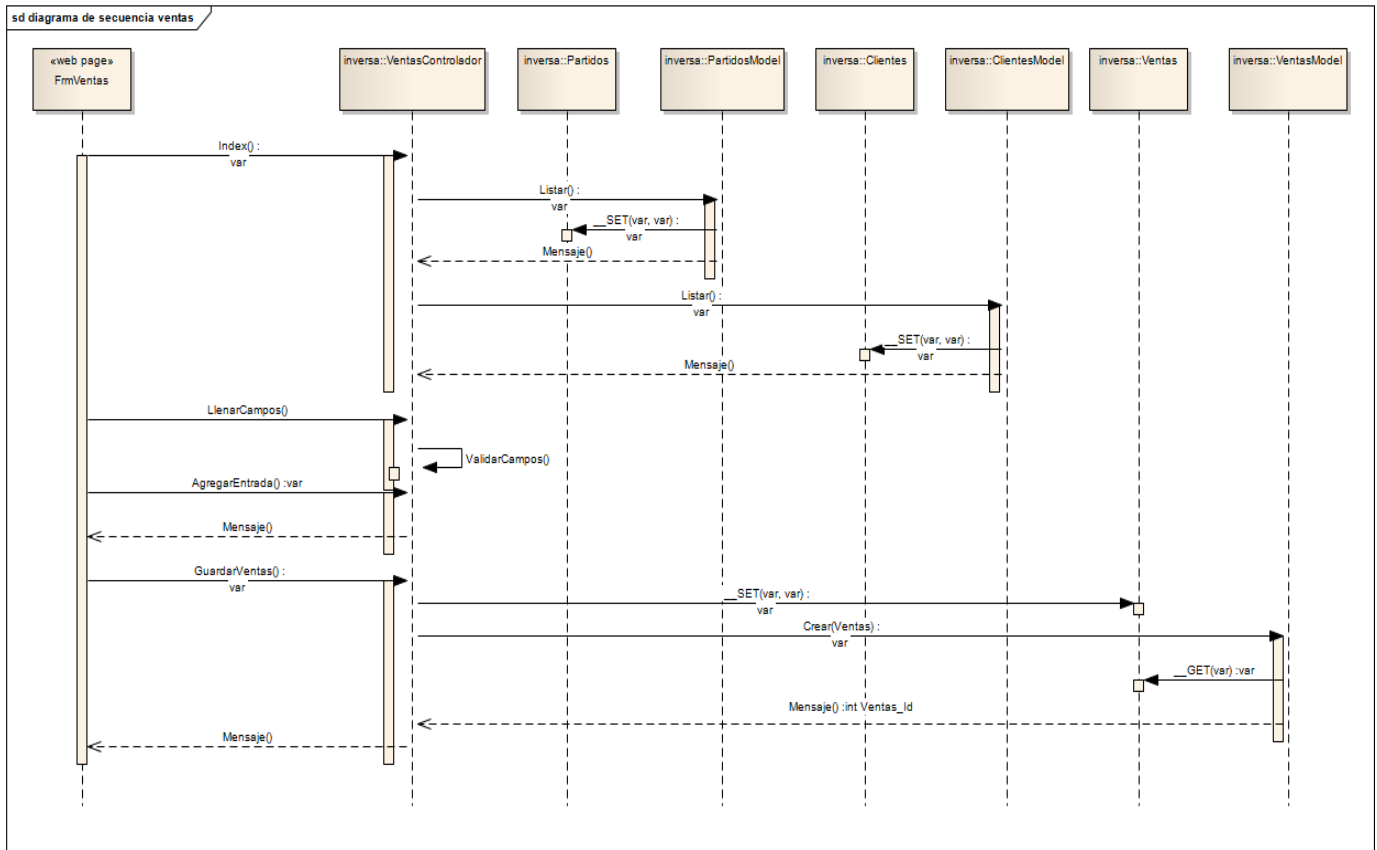 sd diagrama de secuencia ventas
«web page»
FrmVentas
inversa::VentasControlador
inversa::Partidos
inversa::PartidosModel
inversa::Clientes
inversa::ClientesModel
inversa::Ventas
inversa::VentasModel
Index() :
var
Listar() :
var
__SET(var, var) :
var
Mensaje()
Listar() :
var
__SET(var, var) :
var
Mensaje()
LlenarCampos()
ValidarCampos()
AgregarEntrada() :var
Mensaje()
GuardarVentas() :
var
__SET(var, var) :
var
Crear(Ventas) :
var
__GET(var) :var
Mensaje() :int Ventas_Id
Mensaje()